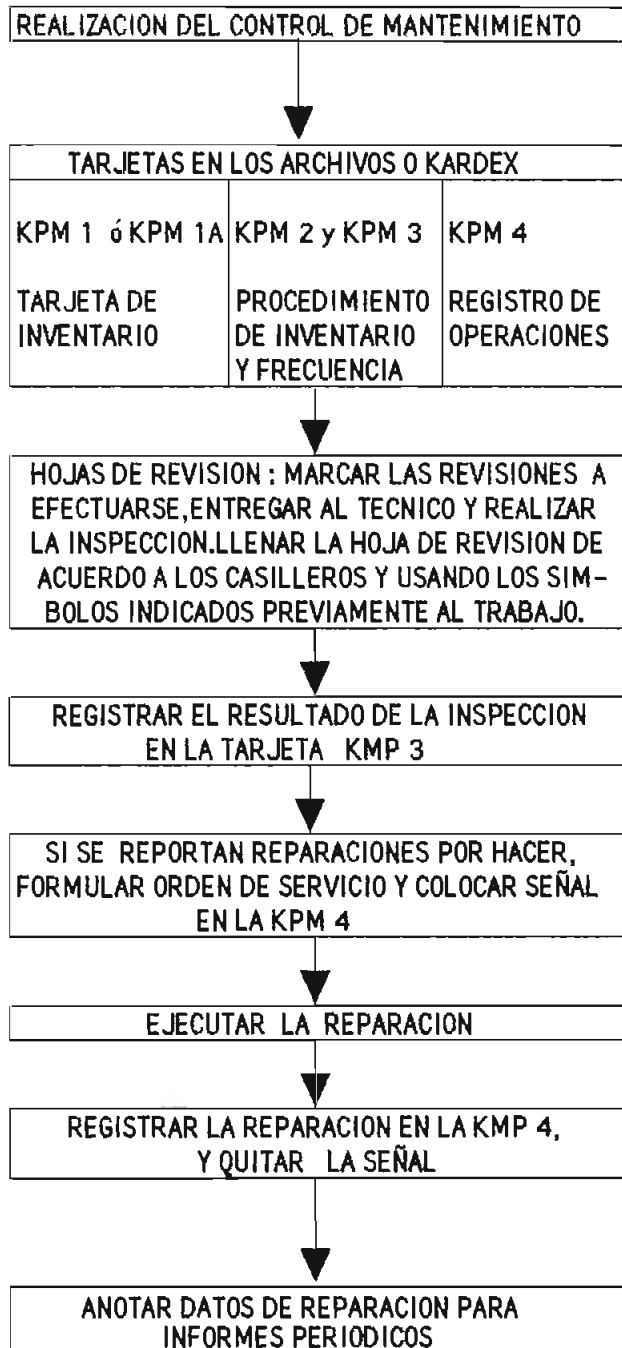 REALIZACION DEL CONTROL DE MANTENIMIENTO
TARJETAS EN LOS ARCHIVOS O KARDEX
KPM 1 ó KPM 1A
TARJETA DE
INVENTARIO
KPM 2 y KPM 3
PROCEDIMIENTO
DE INVENTARIO
Y FRECUENCIA
KPM 4
REGISTRO DE
OPERACIONES
HOJAS DE REVISION : MARCAR LAS REVISIONES A
EFECTUARSE,ENTREGAR AL TECNICO Y REALIZAR
LA INSPECCION.LLENAR LA HOJA DE REVISION DE
ACUERDO A LOS CASILLEROS Y USANDO LOS SIM-
BOLOS INDICADOS PREVIAMENTE AL TRABAJO.
REGISTRAR EL RESULTADO DE LA INSPECCION
EN LA TARJETA KMP 3
SI SE REPORTAN REPARACIONES POR HACER,
FORMULAR ORDEN DE SERVICIO Y COLOCAR SEÑAL
EN LA KPM 4
EJECUTAR LA REPARACION
REGISTRAR LA REPARACION EN LA KMP 4,
Y QUITAR LA SEÑAL
ANOTAR DATOS DE REPARACION PARA
INFORMES PERIODICOS